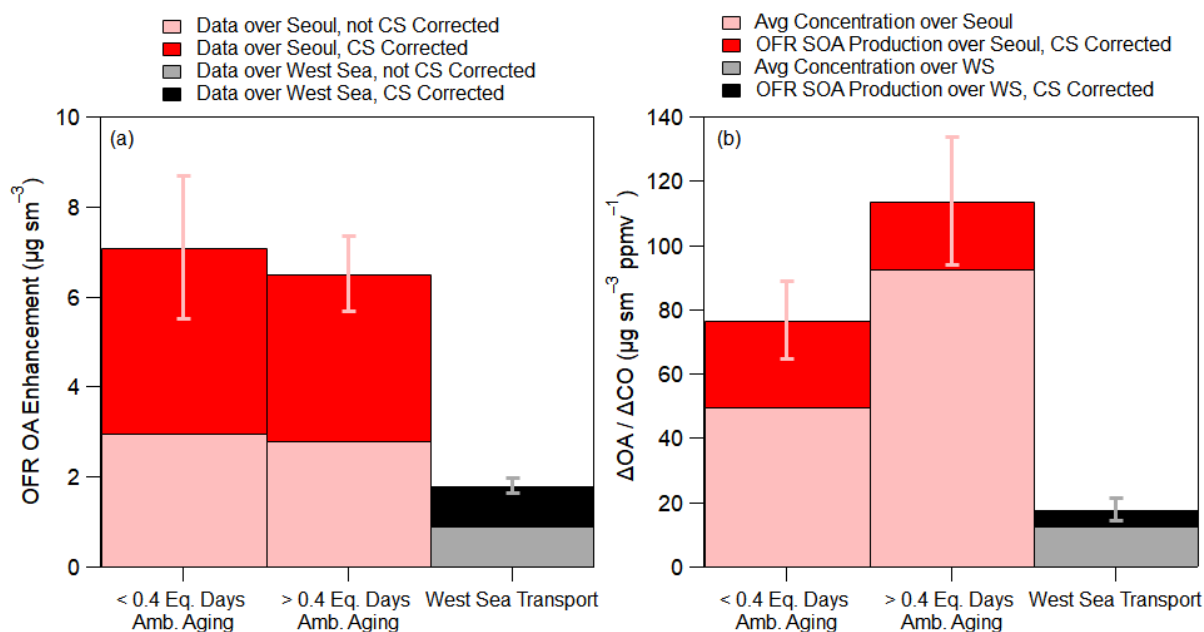 Data over Seoul, not CS Corrected
Data over Seoul, CS Corrected
Data over West Sea, not CS Corrected
Data over West Sea, CS Corrected
(a)
OFR OA Enhancement (µg sm⁻³)
10
8
6
4
2
0
< 0.4 Eq. Days
Amb. Aging
> 0.4 Eq. Days
Amb. Aging
West Sea Transport
Avg Concentration over Seoul
OFR SOA Production over Seoul, CS Corrected
Avg Concentration over WS
OFR SOA Production over WS, CS Corrected
(b)
ΔOA / ΔCO (µg sm⁻³ ppmv⁻¹)
140
120
100
80
60
40
20
0
< 0.4 Eq. Days
Amb. Aging
> 0.4 Eq. Days
Amb. Aging
West Sea Transport